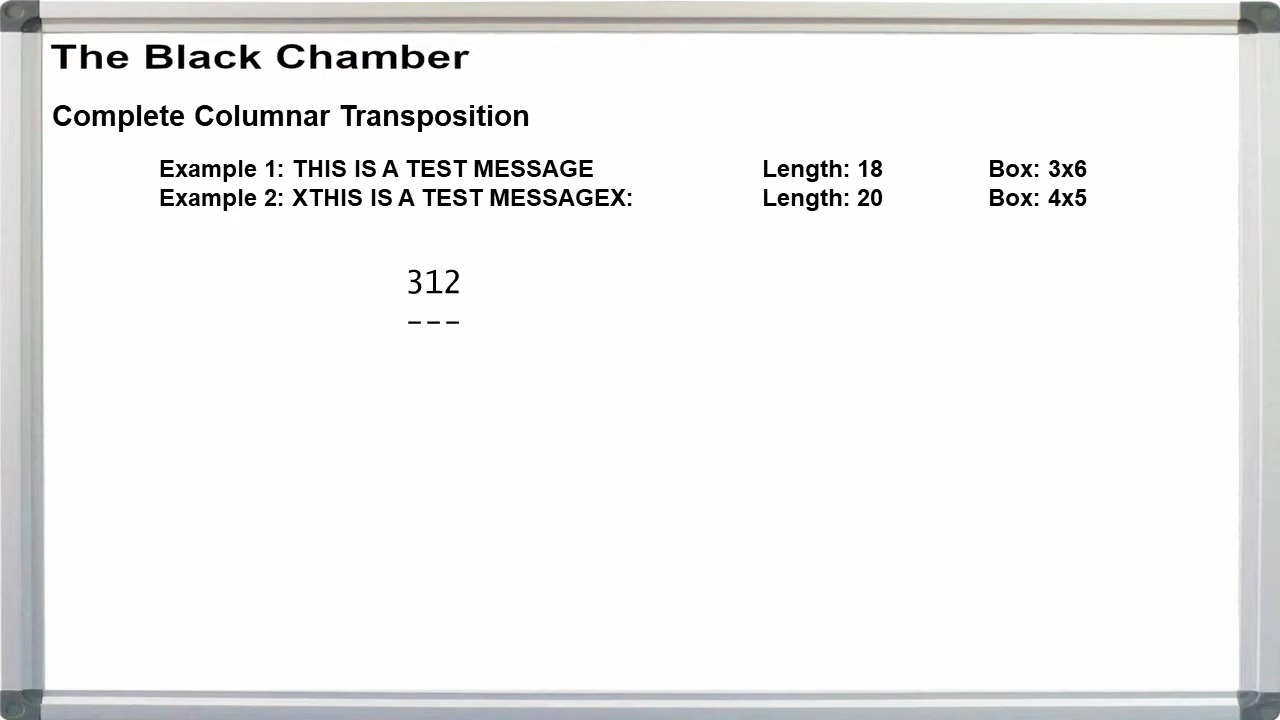 The Black Chamber
Complete Columnar Transposition
Example 1: THIS IS A TEST MESSAGE Length: 18 Box: 3x6
Example 2: XTHIS IS A TEST MESSAGEX: Length: 20 Box: 4x5
312
---